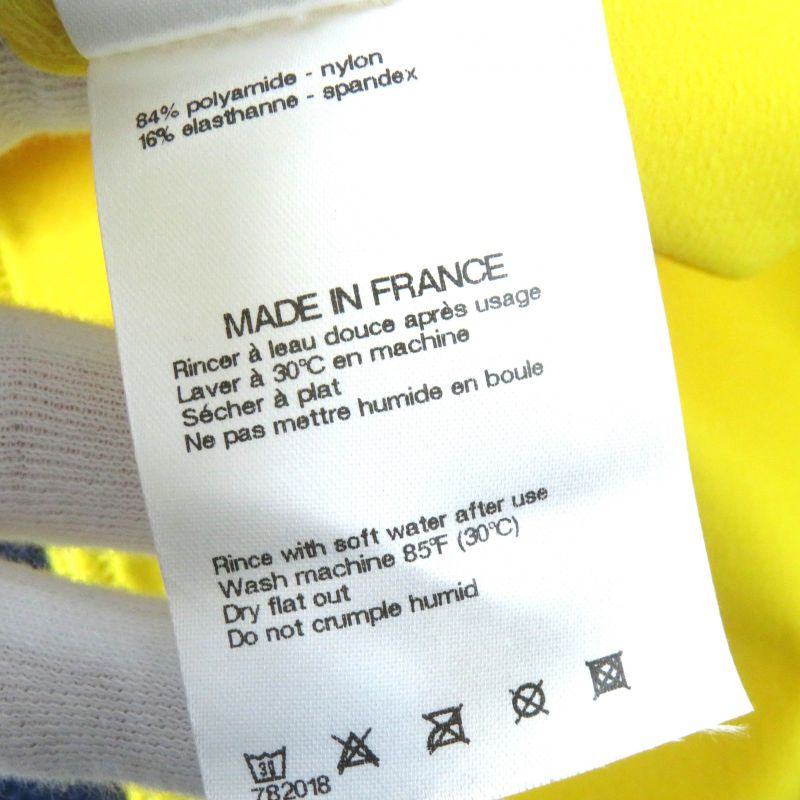 84% polyamide - nylon
16% elasthanne - spandex
MADE IN FRANCE
Rincer à leau douce après usage
Laver à 30°C en machine
Sécher à plat
Ne pas mettre humide en boule
Rince with soft water after use
Wash machine 85°F (30°C)
Dry flat out
Do not crumple humid
30
782018